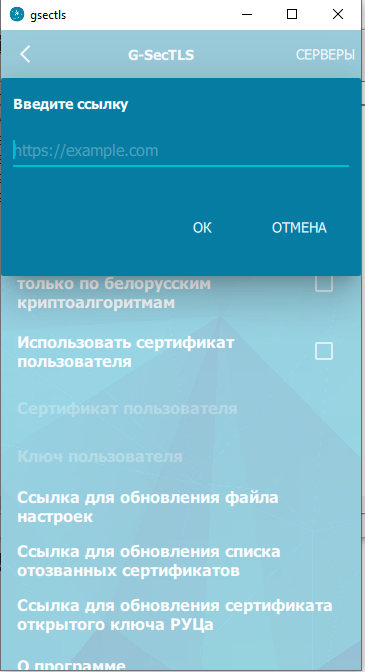 gsectls
G-SecTLS
СЕРВЕРЫ
Введите ссылку
https://example.com
ОК
ОТМЕНА
только по белорусским
криптоалгоритмам
Использовать сертификат
пользователя
Сертификат пользователя
Ключ пользователя
Ссылка для обновления файла
настроек
Ссылка для обновления списка
отозванных сертификатов
Ссылка для обновления сертификата
открытого ключа РУЦа
О программе